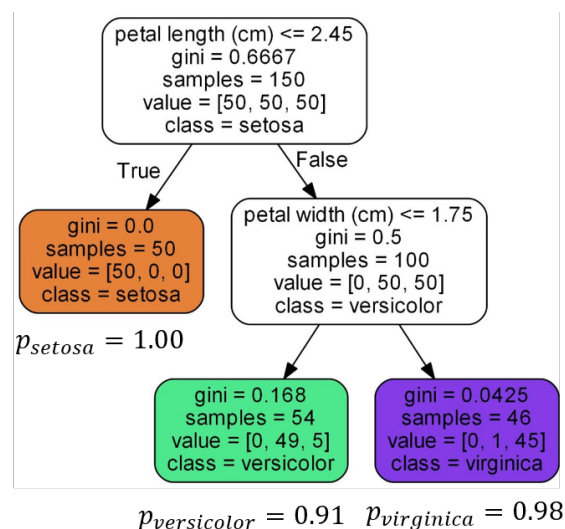 petal length (cm) <= 2.45
gini = 0.6667
samples = 150
value = [50, 50, 50]
class = setosa
True
False
gini = 0.0
samples = 50
value = [50, 0, 0]
class = setosa
petal width (cm) <= 1.75
gini = 0.5
samples = 100
value = [0, 50, 50]
class = versicolor
p_setosa = 1.00
gini = 0.168
samples = 54
value = [0, 49, 5]
class = versicolor
gini = 0.0425
samples = 46
value = [0, 1, 45]
class = virginica
p_versicolor = 0.91
p_virginica = 0.98